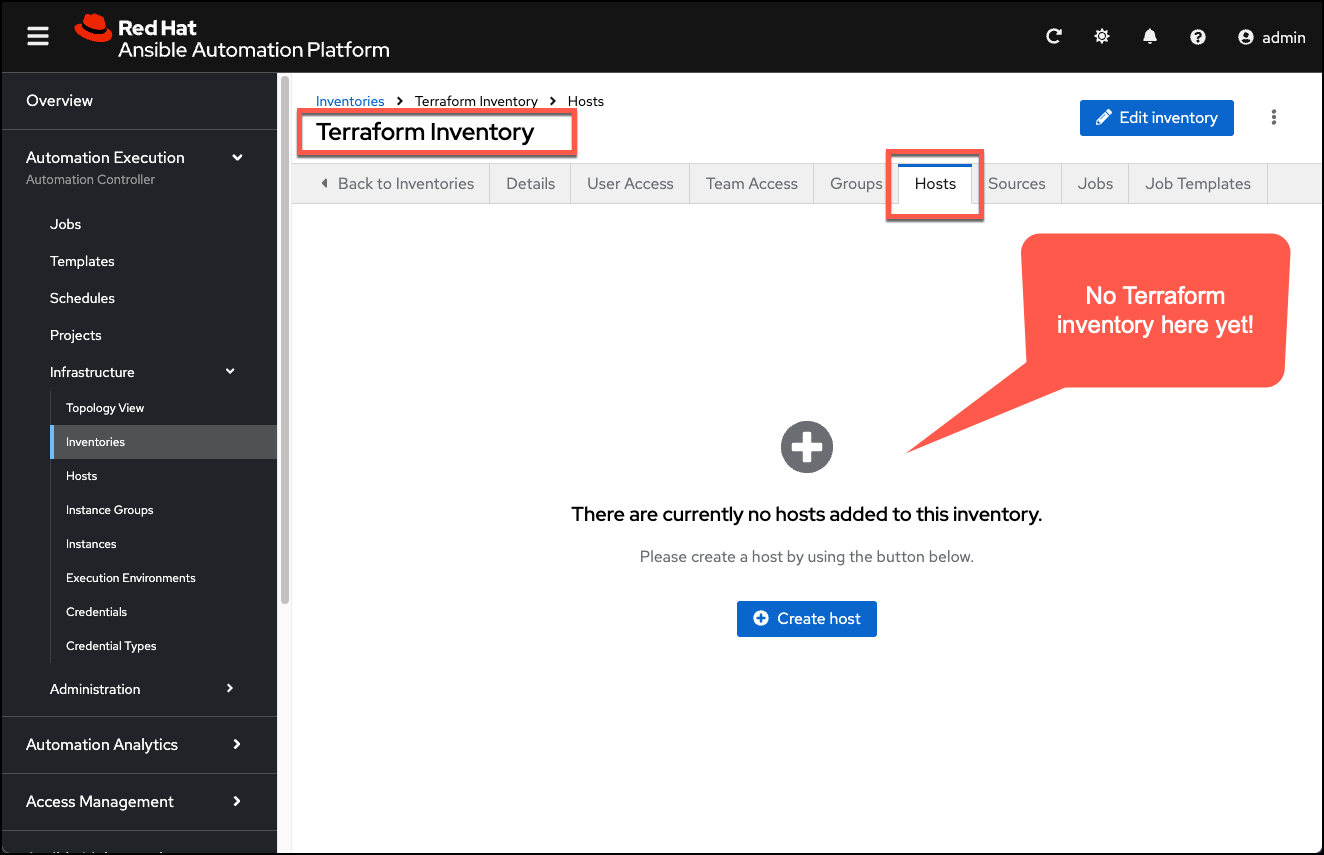 Red Hat
Ansible Automation Platform
admin
Overview
Automation Execution
Automation Controller
Jobs
Templates
Schedules
Projects
Infrastructure
Topology View
Inventories
Hosts
Instance Groups
Instances
Execution Environments
Credentials
Credential Types
Administration
Automation Analytics
Access Management
Inventories > Terraform Inventory > Hosts
Terraform Inventory
Edit inventory
Back to Inventories Details User Access Team Access Groups Hosts Sources Jobs Job Templates
No Terraform
inventory here yet!
There are currently no hosts added to this inventory.
Please create a host by using the button below.
Create host